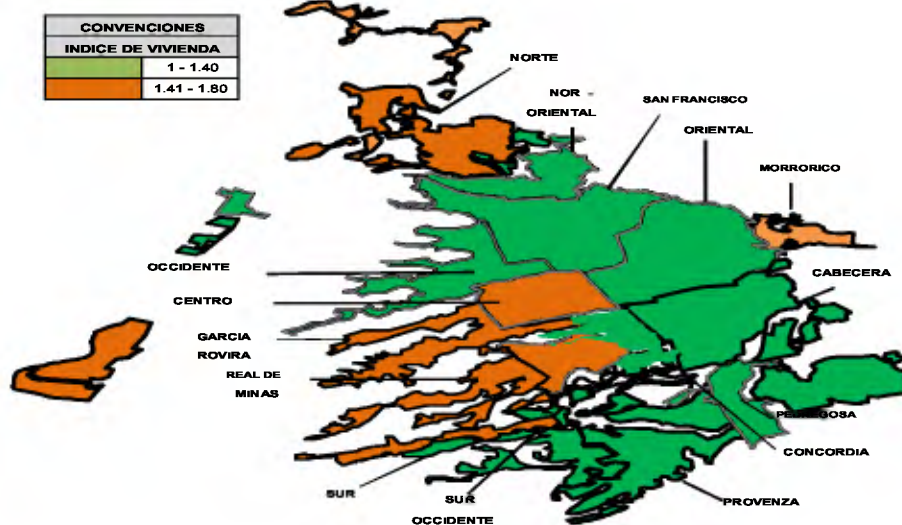 CONVENCIONES
INDICE DE VIVIENDA
1 - 1.40
1.41 - 1.80
NORTE
NOR -
ORIENTAL
SAN FRANCISCO
ORIENTAL
MORRORICO
OCCIDENTE
CABECERA
CENTRO
GARCIA
ROVIRA
REAL DE
MINAS
CONCORDIA
SUR
SUR
OCCIDENTE
PROVENZA